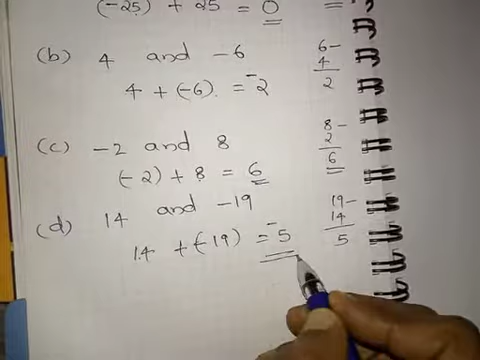 (-25) + 25 = 0
(b) 4 and -6
6-
4
2
4 + (-6) = -2
(c) -2 and 8
8-
2
6
(-2) + 8 = 6
(d) 14 and -19
19-
14
5
14 + (-19) = -5